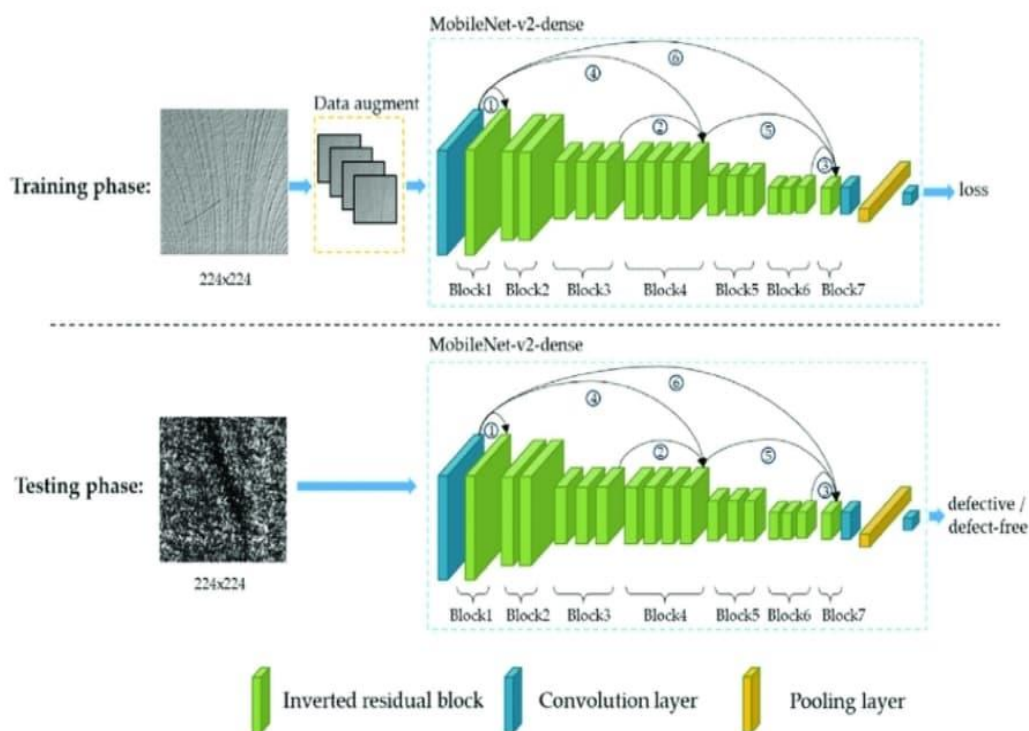 MobileNet-v2-dense
⑥
④
①
Data augment
②
⑤
③
Training phase:
loss
224x224
Block1 Block2 Block3 Block4 Block5 Block6 Block7
MobileNet-v2-dense
⑥
④
①
②
⑤
③
Testing phase:
defective /
defect-free
224x224
Block1 Block2 Block3 Block4 Block5 Block6 Block7
Inverted residual block Convolution layer Pooling layer